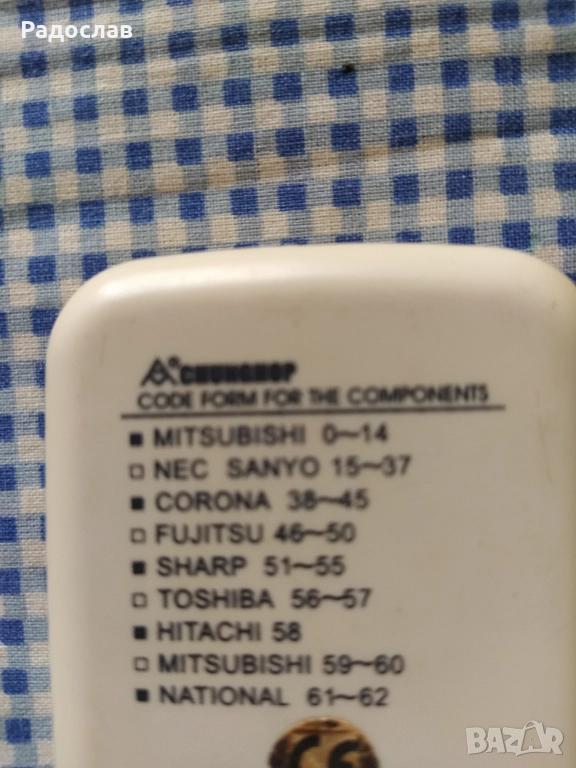 Радослав
CHUNGHOP
CODE FORM FOR THE COMPONENTS
■ MITSUBISHI 0~14
□ NEC SANYO 15~37
■ CORONA 38~45
□ FUJITSU 46~50
■ SHARP 51~55
□ TOSHIBA 56~57
■ HITACHI 58
□ MITSUBISHI 59~60
■ NATIONAL 61~62
BAZAR